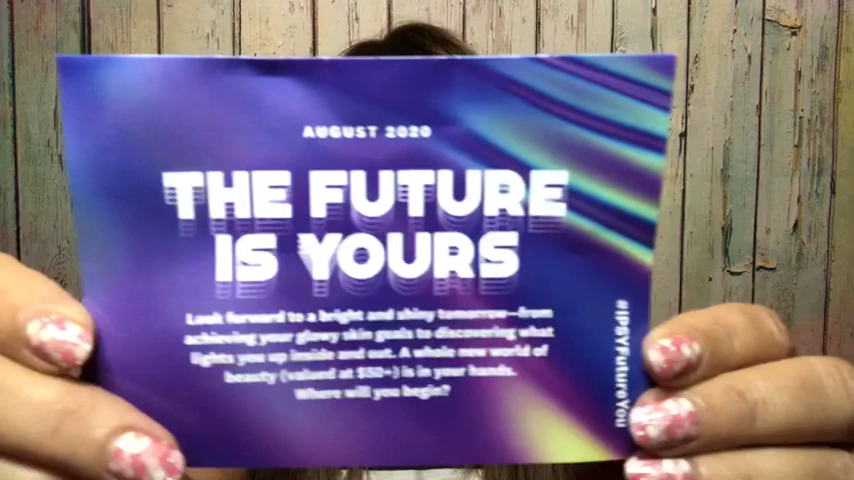 AUGUST 2020
THE FUTURE
IS YOURS
Look forward to a bright and shiny tomorrow—from
achieving your glowy skin goals to discovering what
lights you up inside and out. A whole new world of
beauty (valued at $50+) is in your hands.
Where will you begin?
#IPSYFutureYou